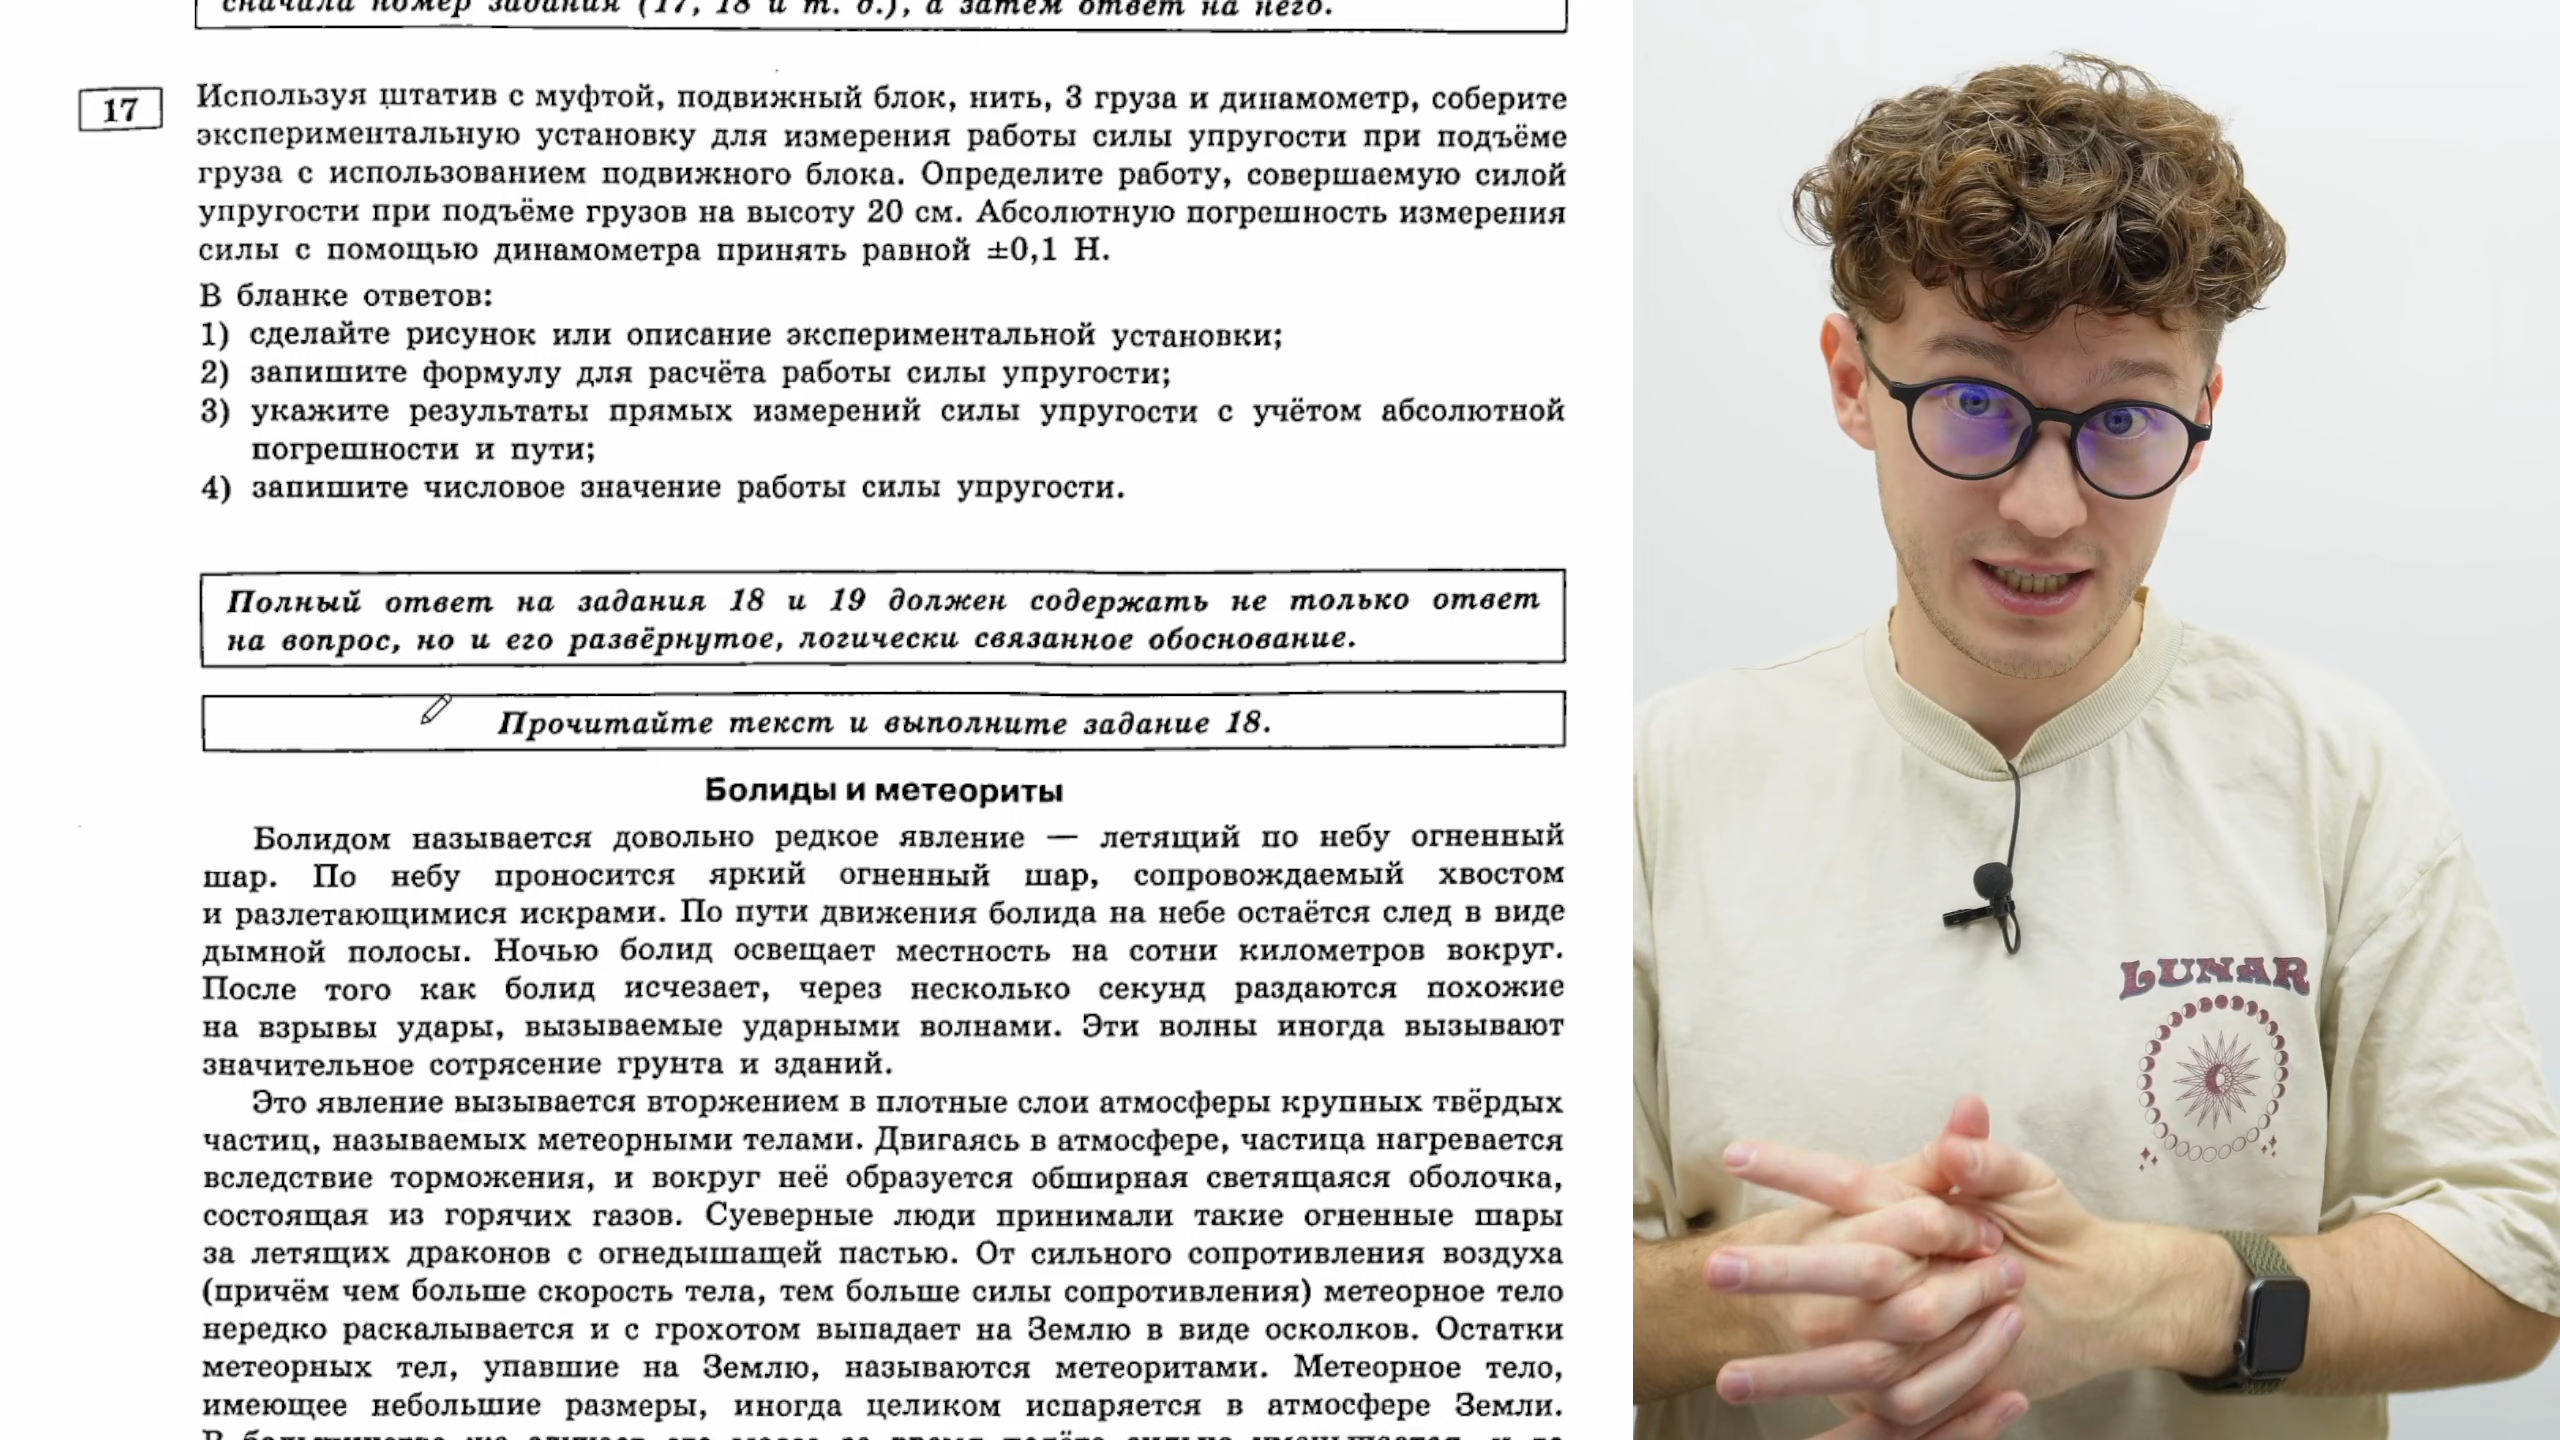 сначала номер задания (17, 18 и т. д.), а затем ответ на него.
17
Используя штатив с муфтой, подвижный блок, нить, 3 груза и динамометр, соберите
экспериментальную установку для измерения работы силы упругости при подъёме
груза с использованием подвижного блока. Определите работу, совершаемую силой
упругости при подъёме грузов на высоту 20 см. Абсолютную погрешность измерения
силы с помощью динамометра принять равной ±0,1 Н.
В бланке ответов:
1) сделайте рисунок или описание экспериментальной установки;
2) запишите формулу для расчёта работы силы упругости;
3) укажите результаты прямых измерений силы упругости с учётом абсолютной
погрешности и пути;
4) запишите числовое значение работы силы упругости.
Полный ответ на задания 18 и 19 должен содержать не только ответ
на вопрос, но и его развёрнутое, логически связанное обоснование.
Прочитайте текст и выполните задание 18.
Болиды и метеориты
Болидом называется довольно редкое явление — летящий по небу огненный
шар. По небу проносится яркий огненный шар, сопровождаемый хвостом
и разлетающимися искрами. По пути движения болида на небе остаётся след в виде
дымной полосы. Ночью болид освещает местность на сотни километров вокруг.
После того как болид исчезает, через несколько секунд раздаются похожие
на взрывы удары, вызываемые ударными волнами. Эти волны иногда вызывают
значительное сотрясение грунта и зданий.
Это явление вызывается вторжением в плотные слои атмосферы крупных твёрдых
частиц, называемых метеорными телами. Двигаясь в атмосфере, частица нагревается
вследствие торможения, и вокруг неё образуется обширная светящаяся оболочка,
состоящая из горячих газов. Суеверные люди принимали такие огненные шары
за летящих драконов с огнедышащей пастью. От сильного сопротивления воздуха
(причём чем больше скорость тела, тем больше силы сопротивления) метеорное тело
нередко раскалывается и с грохотом выпадает на Землю в виде осколков. Остатки
метеорных тел, упавшие на Землю, называются метеоритами. Метеорное тело,
имеющее небольшие размеры, иногда целиком испаряется в атмосфере Земли.
LUNAR